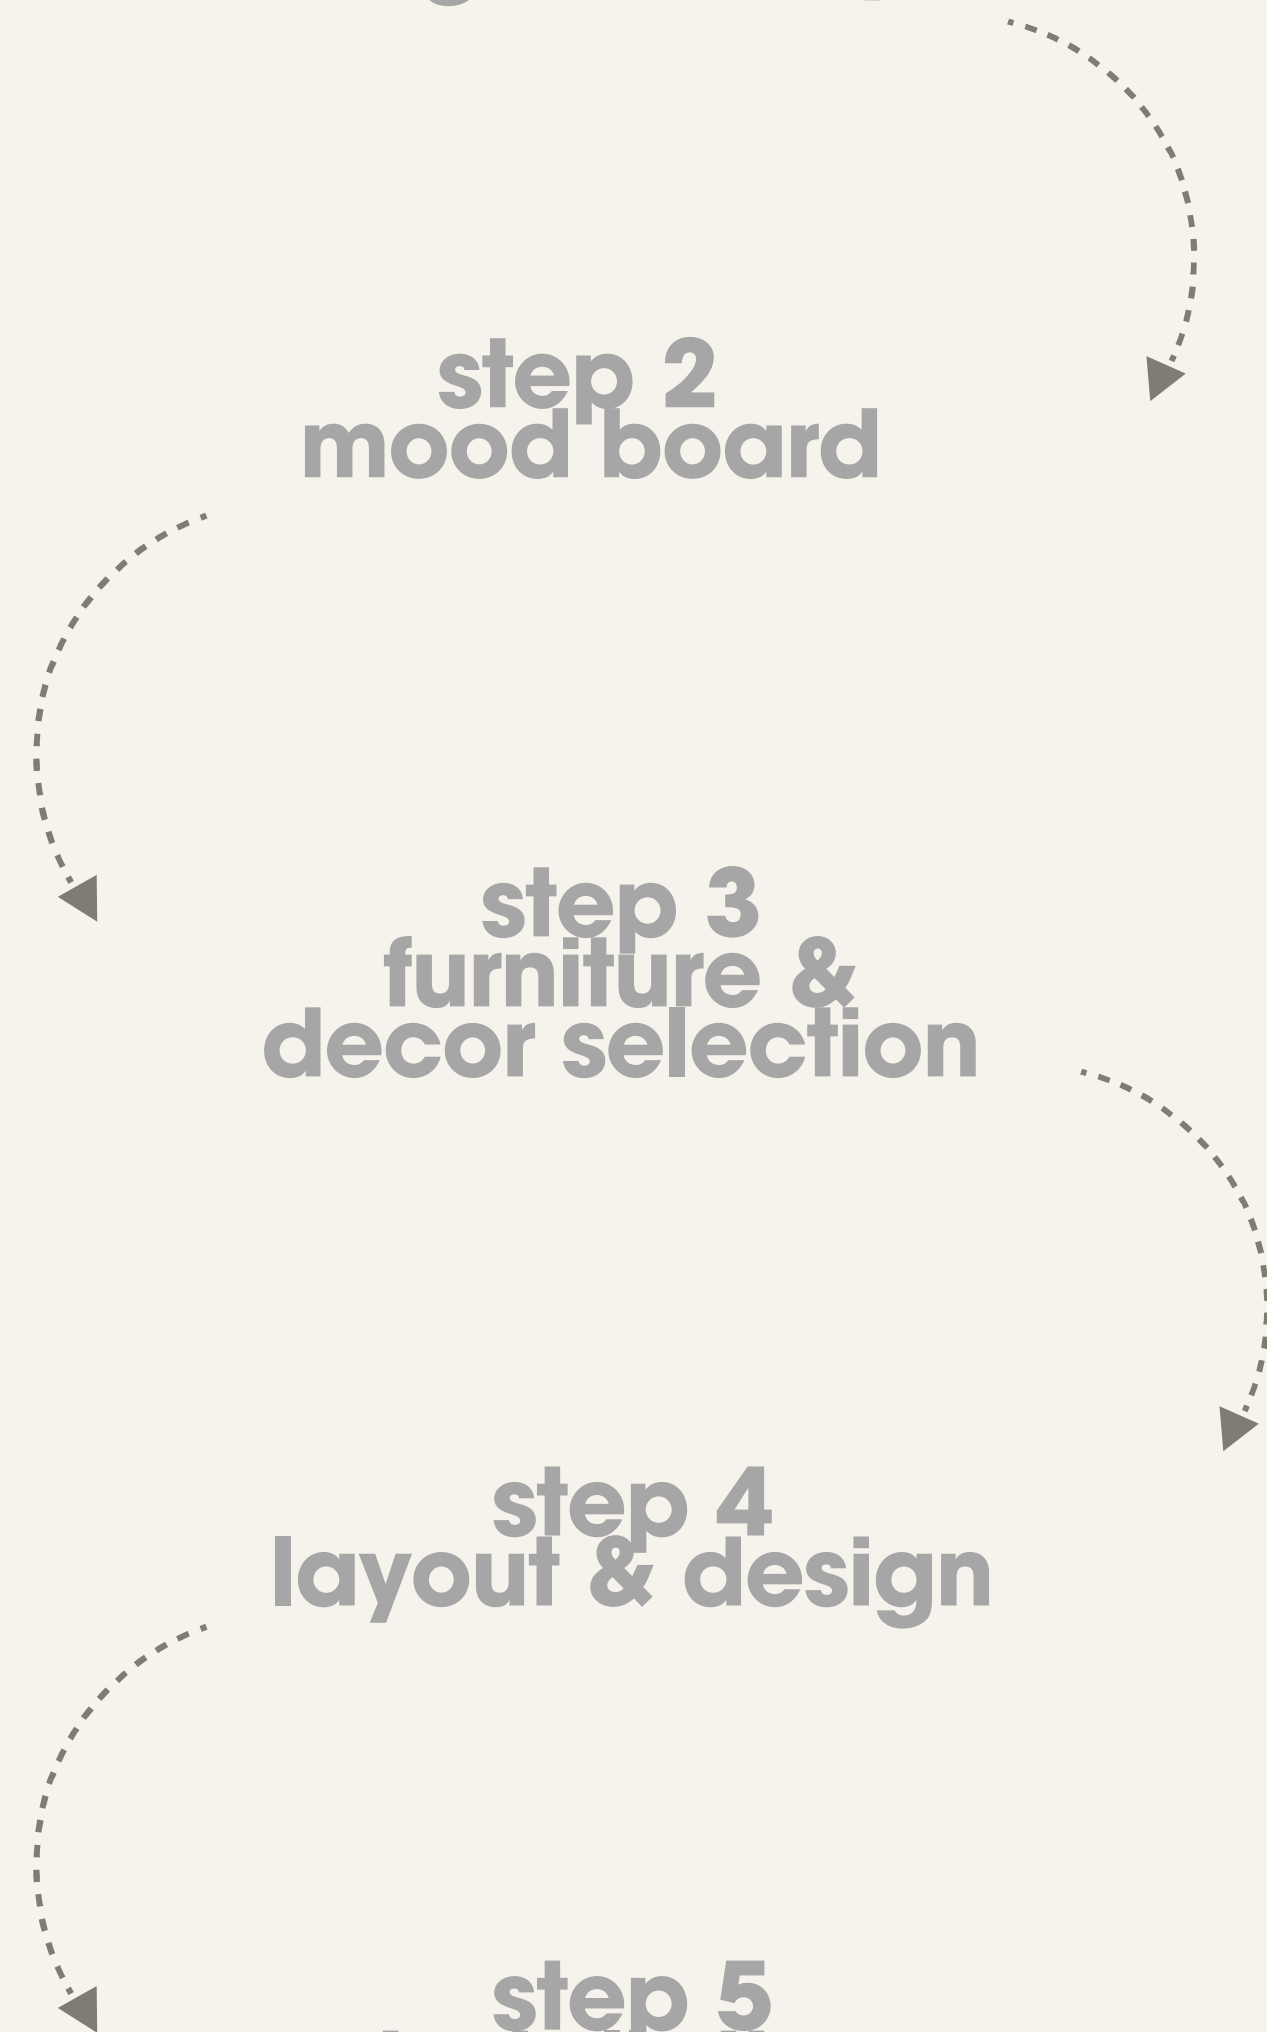 step 2
mood board
step 3
furniture &
decor selection
step 4
layout & design
step 5